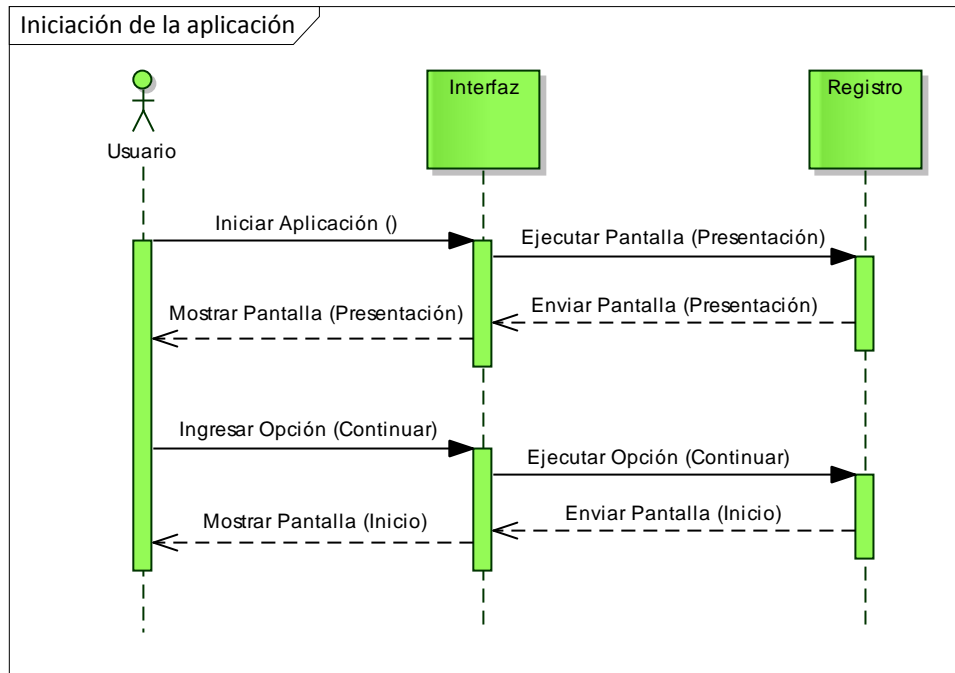 Iniciación de la aplicación
Usuario
Interfaz
Registro
Iniciar Aplicación ()
Ejecutar Pantalla (Presentación)
Enviar Pantalla (Presentación)
Mostrar Pantalla (Presentación)
Ingresar Opción (Continuar)
Ejecutar Opción (Continuar)
Enviar Pantalla (Inicio)
Mostrar Pantalla (Inicio)